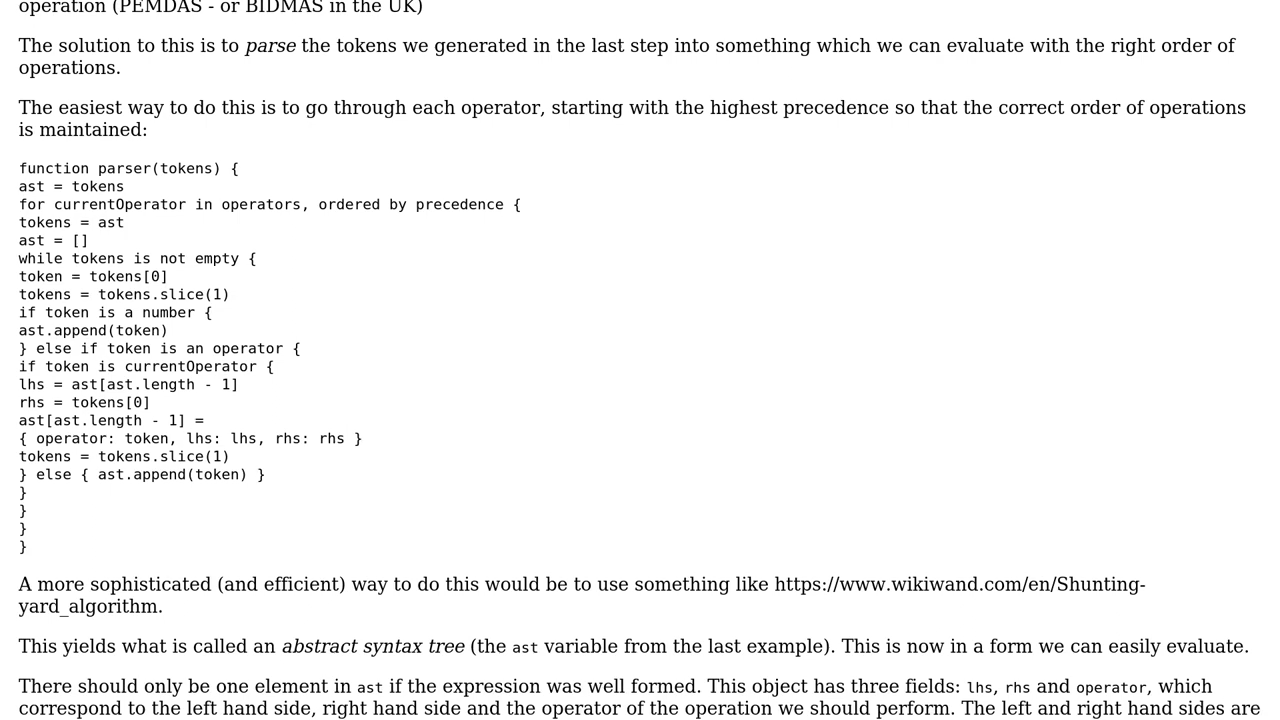 operation (PEMDAS - or BIDMAS in the UK)
The solution to this is to parse the tokens we generated in the last step into something which we can evaluate with the right order of
operations.
The easiest way to do this is to go through each operator, starting with the highest precedence so that the correct order of operations
is maintained:
function parser(tokens) {
ast = tokens
for currentOperator in operators, ordered by precedence {
tokens = ast
ast = []
while tokens is not empty {
token = tokens[0]
tokens = tokens.slice(1)
if token is a number {
ast.append(token)
} else if token is an operator {
if token is currentOperator {
lhs = ast[ast.length - 1]
rhs = tokens[0]
ast[ast.length - 1] =
{ operator: token, lhs: lhs, rhs: rhs }
tokens = tokens.slice(1)
} else { ast.append(token) }
}
}
}
}
A more sophisticated (and efficient) way to do this would be to use something like https://www.wikiwand.com/en/Shunting-
yard_algorithm.
This yields what is called an abstract syntax tree (the ast variable from the last example). This is now in a form we can easily evaluate.
There should only be one element in ast if the expression was well formed. This object has three fields: lhs, rhs and operator, which
correspond to the left hand side, right hand side and the operator of the operation we should perform. The left and right hand sides are